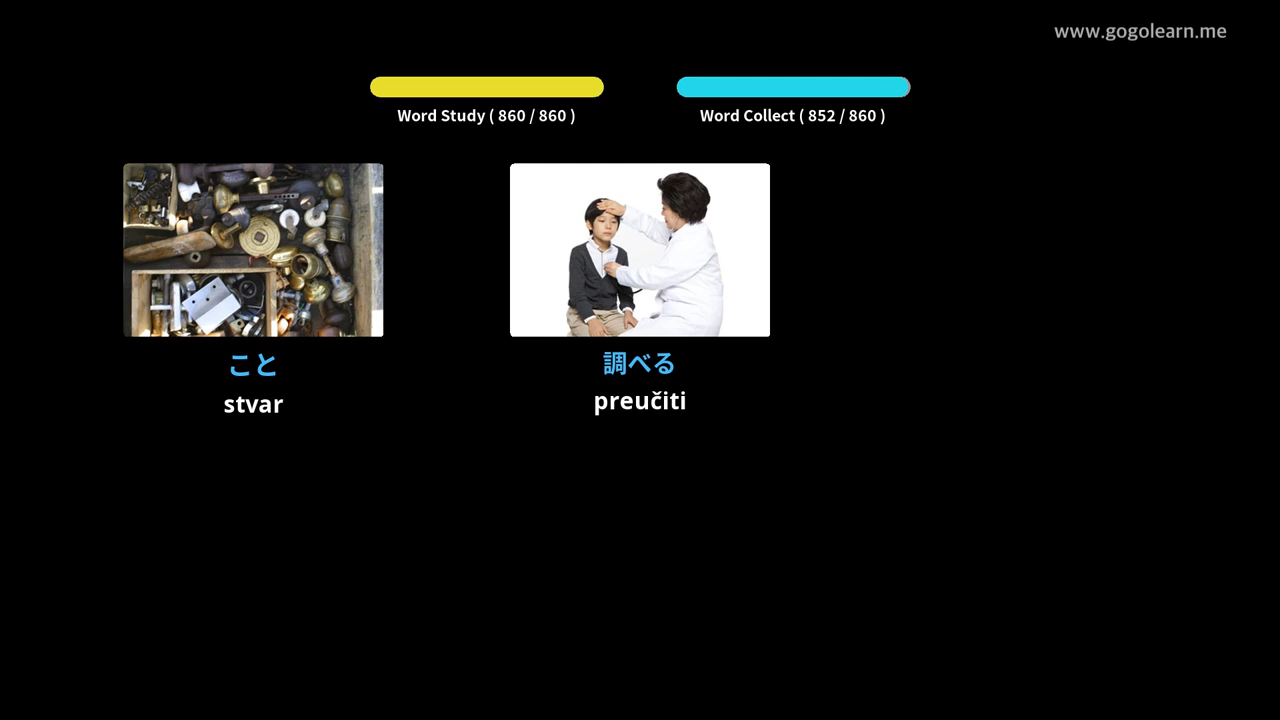 www.gogolearn.me
Word Study ( 860 / 860 )
Word Collect ( 852 / 860 )
こと
stvar
調べる
preučiti